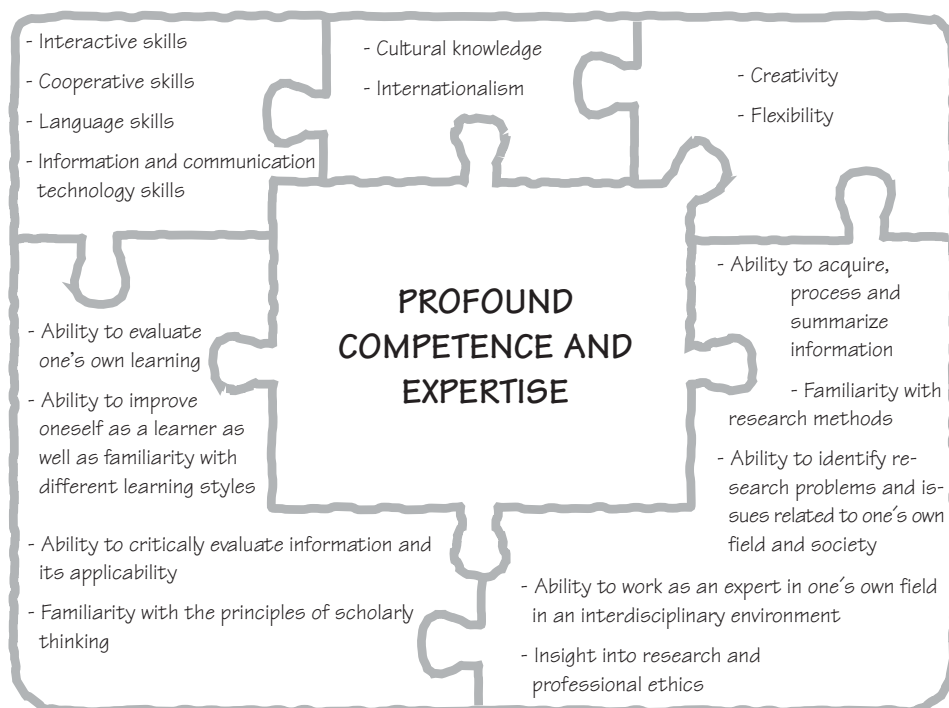 - Interactive skills
- Cooperative skills
- Language skills
- Information and communication
technology skills
- Cultural knowledge
- Internationalism
- Creativity
- Flexibility
PROFOUND
COMPETENCE AND
EXPERTISE
- Ability to evaluate
one's own learning
- Ability to improve
oneself as a learner as
well as familiarity with
different learning styles
- Ability to critically evaluate information and
its applicability
- Familiarity with the principles of scholarly
thinking
- Ability to acquire,
process and
summarize
information
- Familiarity with
research methods
- Ability to identify re-
search problems and is-
sues related to one´s own
field and society
- Ability to work as an expert in one´s own field
in an interdisciplinary environment
- Insight into research and
professional ethics